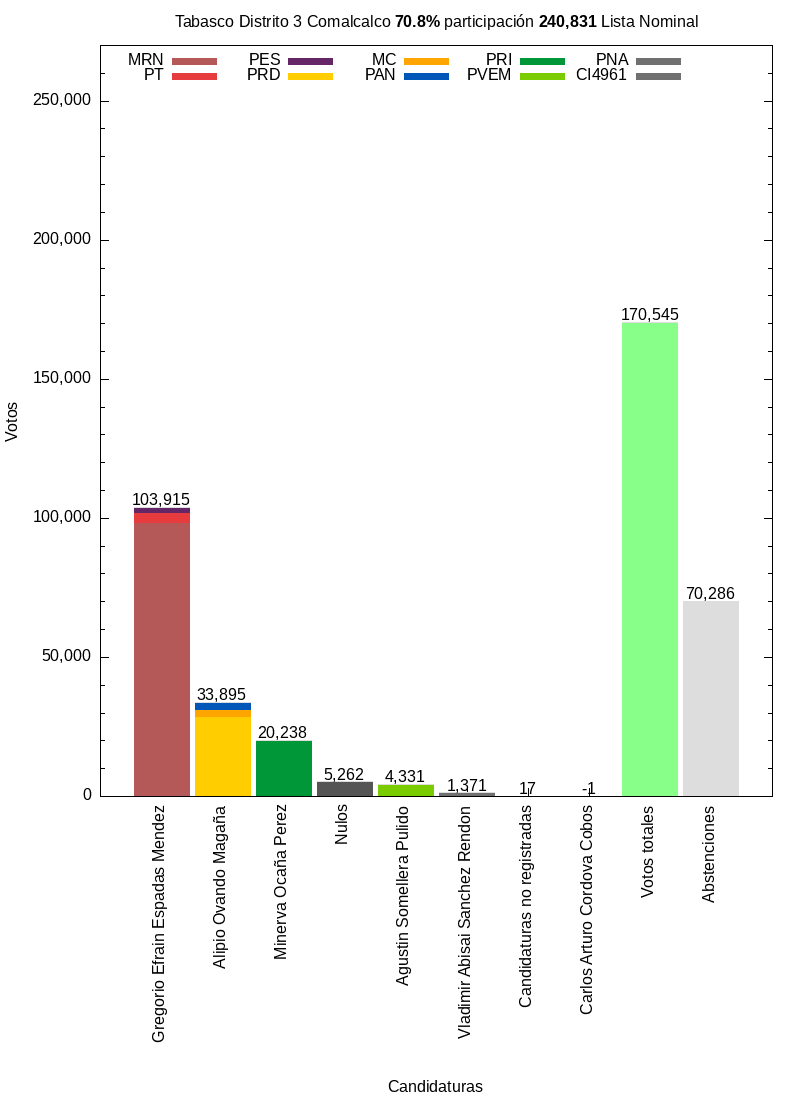 Tabasco Distrito 3 Comalcalco 70.8% participación 240,831 Lista Nominal
MRN PES MC PRI PNA
PT PRD PAN PVEM CI4961
250,000
200,000
150,000
100,000
50,000
0
Votos
103,915
33,895
20,238
5,262
4,331
1,371
17
-1
170,545
70,286
Gregorio Efrain Espadas Mendez
Alipio Ovando Magaña
Minerva Ocaña Perez
Nulos
Agustin Somellera Pulido
Vladimir Abisai Sanchez Rendon
Candidaturas no registradas
Carlos Arturo Cordova Cobos
Votos totales
Abstenciones
Candidaturas